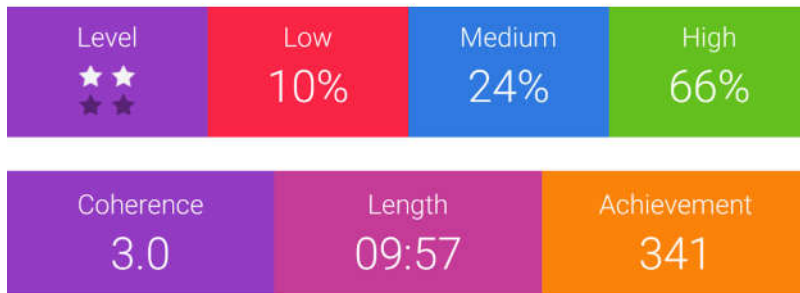 Level Low Medium High
10% 24% 66%
Coherence Length Achievement
3.0 09:57 341